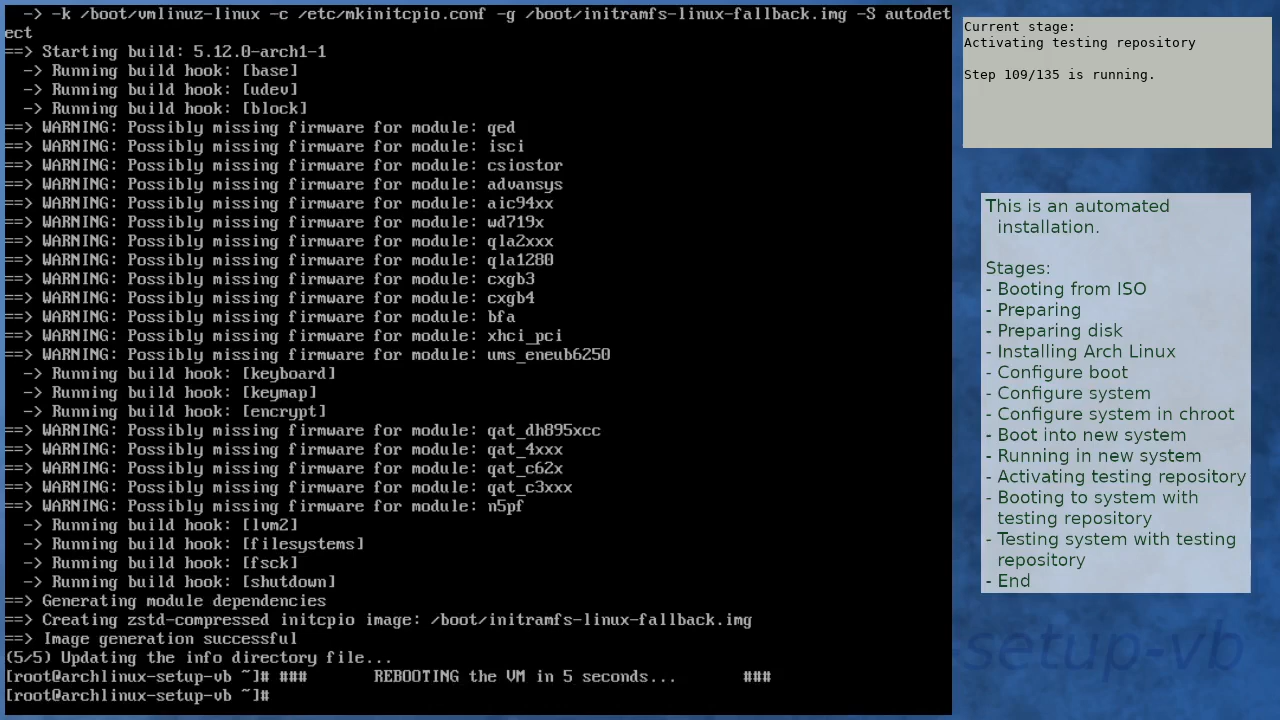 -> -k /boot/vmlinuz-linux -c /etc/mkinitcpio.conf -g /boot/initramfs-linux-fallback.img -S autodet
ect
==> Starting build: 5.12.0-arch1-1
  -> Running build hook: [base]
  -> Running build hook: [udev]
  -> Running build hook: [block]
==> WARNING: Possibly missing firmware for module: qed
==> WARNING: Possibly missing firmware for module: isci
==> WARNING: Possibly missing firmware for module: csiostor
==> WARNING: Possibly missing firmware for module: advansys
==> WARNING: Possibly missing firmware for module: aic94xx
==> WARNING: Possibly missing firmware for module: wd719x
==> WARNING: Possibly missing firmware for module: qla2xxx
==> WARNING: Possibly missing firmware for module: qla1280
==> WARNING: Possibly missing firmware for module: cxgb3
==> WARNING: Possibly missing firmware for module: cxgb4
==> WARNING: Possibly missing firmware for module: bfa
==> WARNING: Possibly missing firmware for module: xhci_pci
==> WARNING: Possibly missing firmware for module: ums_eneub6250
  -> Running build hook: [keyboard]
  -> Running build hook: [keymap]
  -> Running build hook: [encrypt]
==> WARNING: Possibly missing firmware for module: qat_dh895xcc
==> WARNING: Possibly missing firmware for module: qat_4xxx
==> WARNING: Possibly missing firmware for module: qat_c62x
==> WARNING: Possibly missing firmware for module: qat_c3xxx
==> WARNING: Possibly missing firmware for module: n5pf
  -> Running build hook: [lvm2]
  -> Running build hook: [filesystems]
  -> Running build hook: [fsck]
  -> Running build hook: [shutdown]
==> Generating module dependencies
==> Creating zstd-compressed initcpio image: /boot/initramfs-linux-fallback.img
==> Image generation successful
(5/5) Updating the info directory file...
[root@archlinux-setup-vb ~]# ###       REBOOTING the VM in 5 seconds...       ###
[root@archlinux-setup-vb ~]#
Current stage:
Activating testing repository
Step 109/135 is running.
This is an automated
installation.
Stages:
- Booting from ISO
- Preparing
- Preparing disk
- Installing Arch Linux
- Configure boot
- Configure system
- Configure system in chroot
- Boot into new system
- Running in new system
- Activating testing repository
- Booting to system with
testing repository
- Testing system with testing
repository
- End
-setup-vb